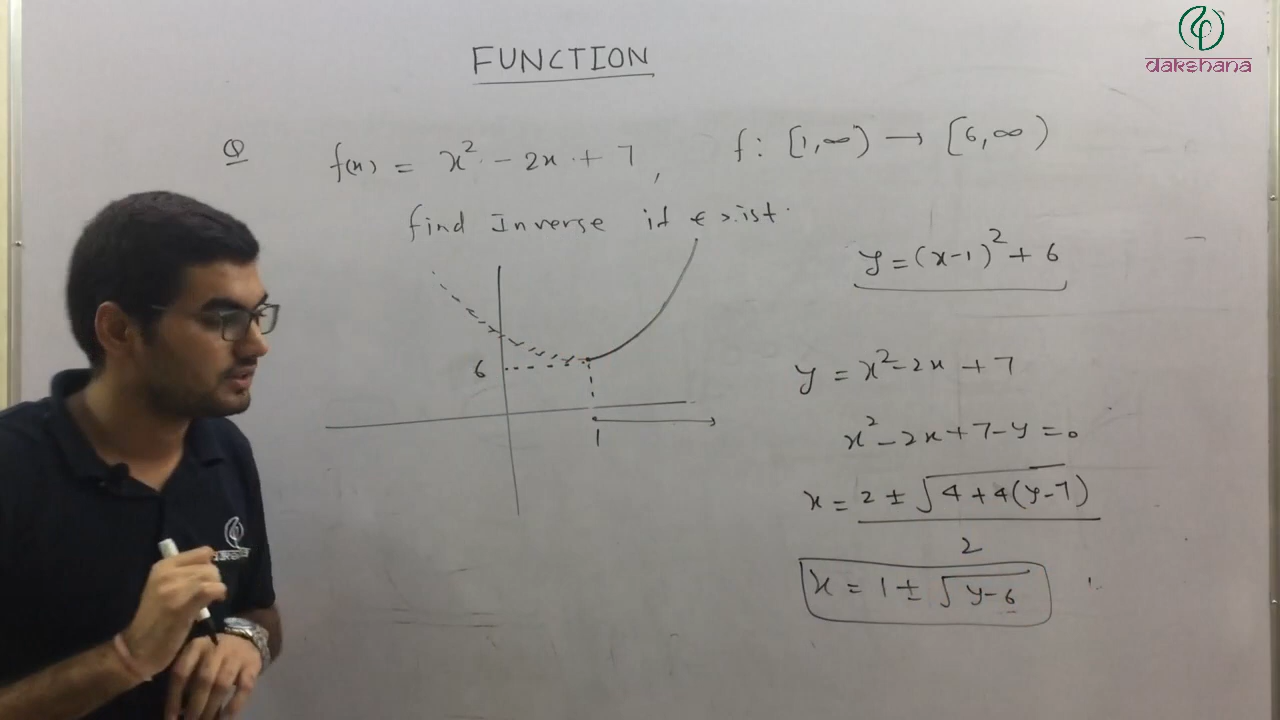 dakshana
FUNCTION
Q f(x) = x² - 2x + 7, f: [1,∞) → [6,∞)
find Inverse if exist.
y = (x-1)² + 6
6
1
y = x² - 2x + 7
x² - 2x + 7 - y = 0
x = 2 ± √4 + 4(y-7)
2
x = 1 ± √y-6
dakshana